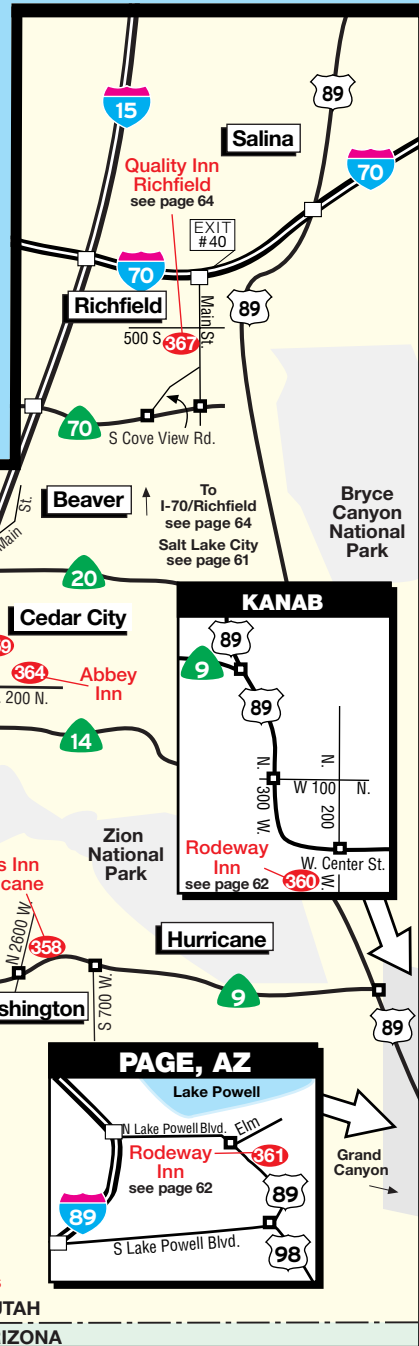 15
89
Salina
Quality Inn
Richfield
see page 64
70
EXIT
#40
70
Richfield
89
Main St.
500 S
367
70
S Cove View Rd.
Beaver
To
I-70/Richfield
see page 64
Salt Lake City
see page 61
Bryce
Canyon
National
Park
St.
Main
20
KANAB
89
9
89
N.
300 W.
N.
W 100 N.
200
W.
W. Center St.
Rodeway
Inn
see page 62
360
Cedar City
364
Abbey
Inn
200 N.
14
Zion
National
Park
s Inn
icane
N 2600 W.
358
Hurricane
shington
S 700 W.
9
89
PAGE, AZ
Lake Powell
N Lake Powell Blvd.
Elm
Rodeway
Inn
see page 62
361
89
89
S Lake Powell Blvd.
98
Grand
Canyon
UTAH
RIZONA